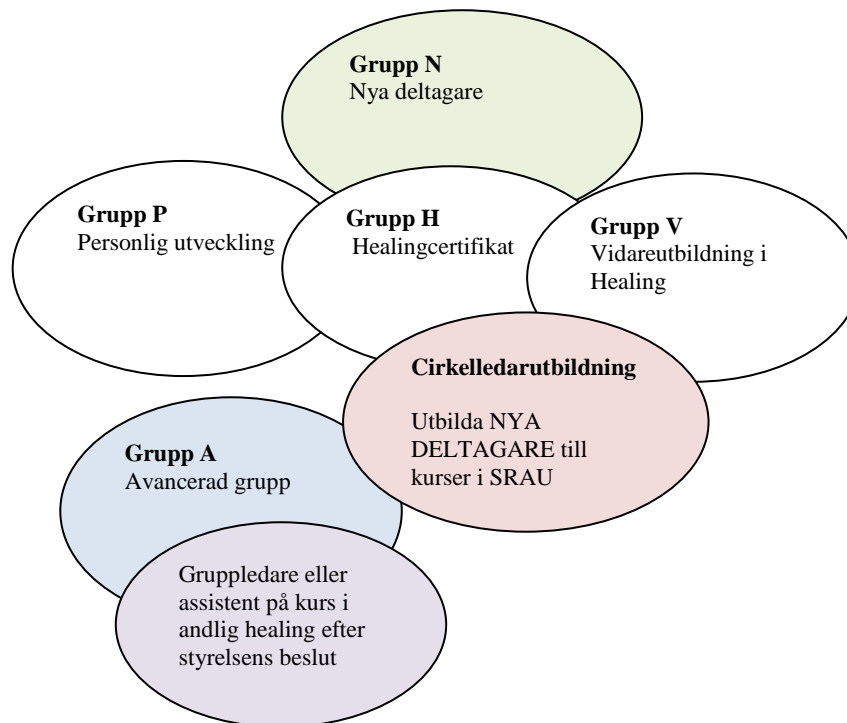 Grupp N
Nya deltagare
Grupp P
Personlig utveckling
Grupp H
Healingcertifikat
Grupp V
Vidareutbildning i
Healing
Cirkelledarutbildning
Utbilda NYA
DELTAGARE till
kurser i SRAU
Grupp A
Avancerad grupp
Gruppledare eller
assistent på kurs i
andlig healing efter
styrelsens beslut